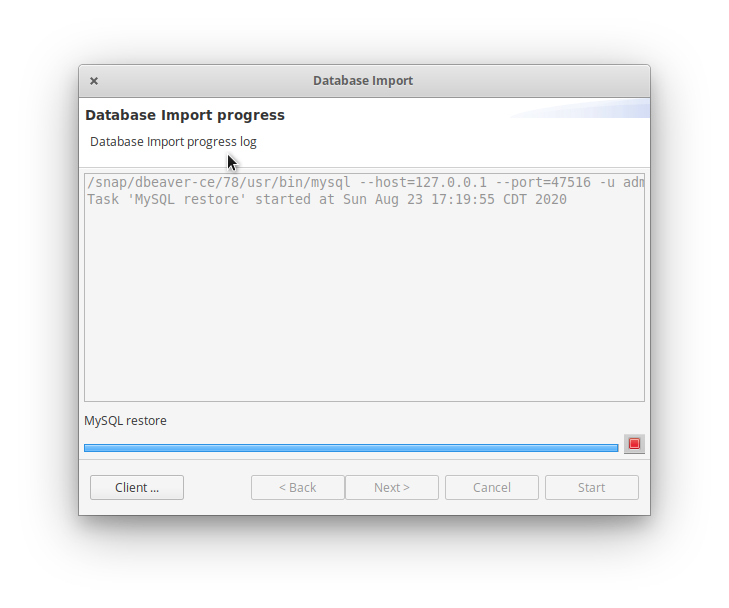 Database Import
Database Import progress
Database Import progress log
/snap/dbeaver-ce/78/usr/bin/mysql --host=127.0.0.1 --port=47516 -u adm
Task 'MySQL restore' started at Sun Aug 23 17:19:55 CDT 2020
MySQL restore
Client ...
< Back
Next >
Cancel
Start